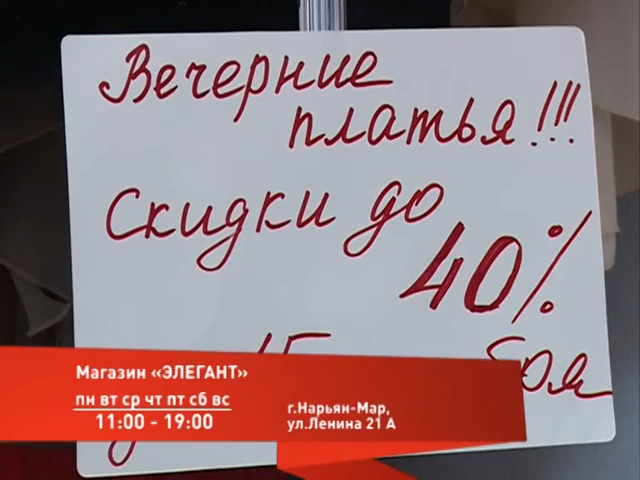 Вечерние
платья!!!
Скидки до
40%
Магазин «ЭЛЕГАНТ»
пн вт ср чт пт сб вс
11:00 - 19:00
г.Нарьян-Мар,
ул.Ленина 21 А